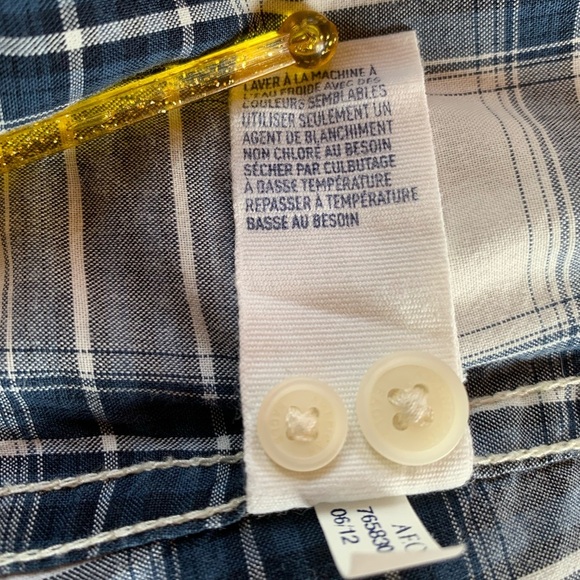 LAVER À LA MACHINE À
L'EAU FROIDE AVEC DES
COULEURS SEMBLABLES
UTILISER SEULEMENT UN
AGENT DE BLANCHIMENT
NON CHLORÉ AU BESOIN
SÉCHER PAR CULBUTAGE
À BASSE TEMPÉRATURE
REPASSER À TEMPÉRATURE
BASSE AU BESOIN
AFC
765830
06/12